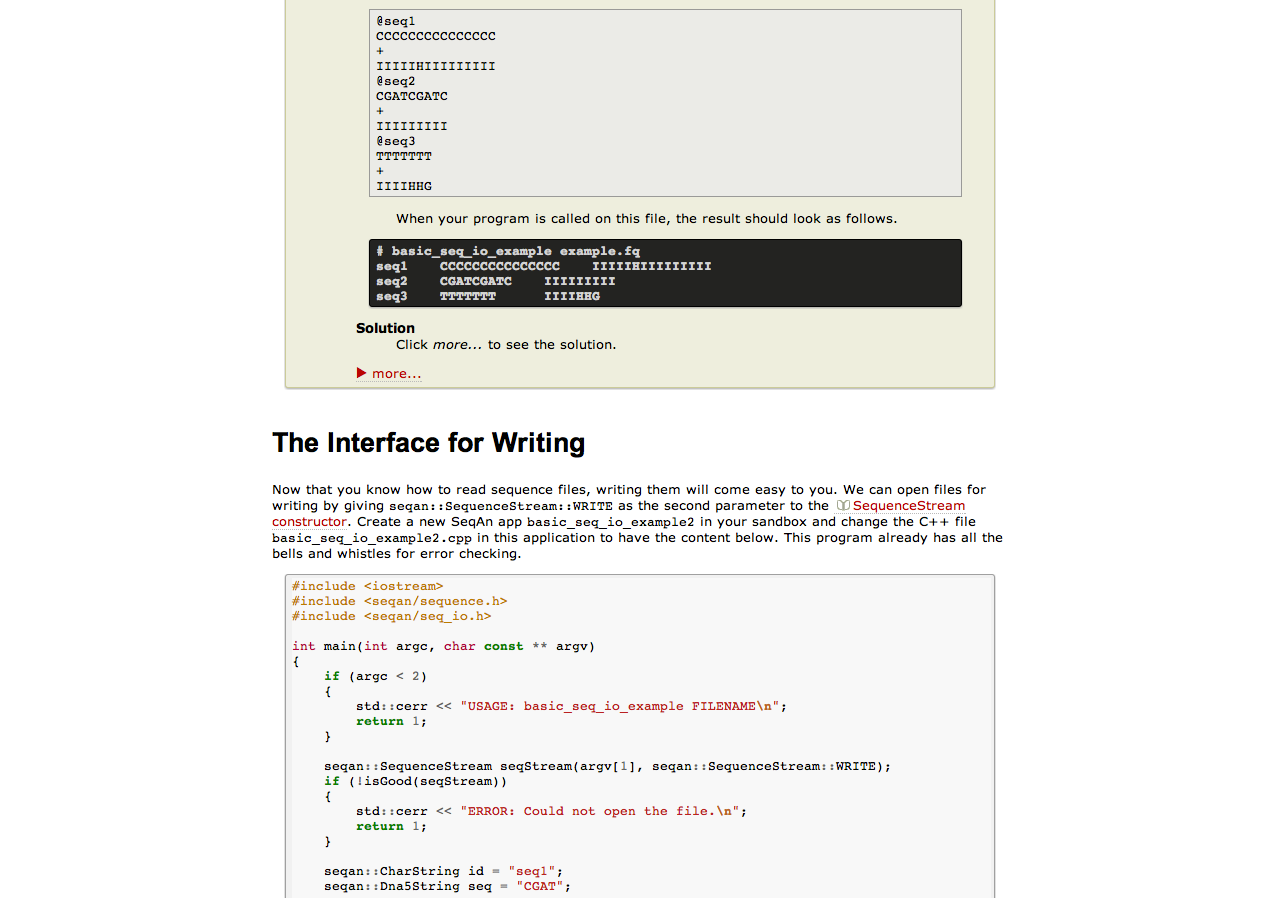 @seq1
CCCCCCCCCCCCCCC
+
IIIIIHIIIIIIIII
@seq2
CGATCGATC
+
IIIIIIIII
@seq3
TTTTTTT
+
IIIIHHG
When your program is called on this file, the result should look as follows.
# basic_seq_io_example example.fq
seq1    CCCCCCCCCCCCCCC    IIIIIHIIIIIIIII
seq2    CGATCGATC    IIIIIIIII
seq3    TTTTTTT      IIIIHHG
Solution
Click more... to see the solution.
▶ more...
The Interface for Writing
Now that you know how to read sequence files, writing them will come easy to you. We can open files for
writing by giving seqan::SequenceStream::WRITE as the second parameter to the SequenceStream
constructor. Create a new SeqAn app basic_seq_io_example2 in your sandbox and change the C++ file
basic_seq_io_example2.cpp in this application to have the content below. This program already has all the
bells and whistles for error checking.
#include <iostream>
#include <seqan/sequence.h>
#include <seqan/seq_io.h>
int main(int argc, char const ** argv)
{
    if (argc < 2)
    {
        std::cerr << "USAGE: basic_seq_io_example FILENAME\n";
        return 1;
    }
    seqan::SequenceStream seqStream(argv[1], seqan::SequenceStream::WRITE);
    if (!isGood(seqStream))
    {
        std::cerr << "ERROR: Could not open the file.\n";
        return 1;
    }
    seqan::CharString id = "seq1";
    seqan::Dna5String seq = "CGAT";